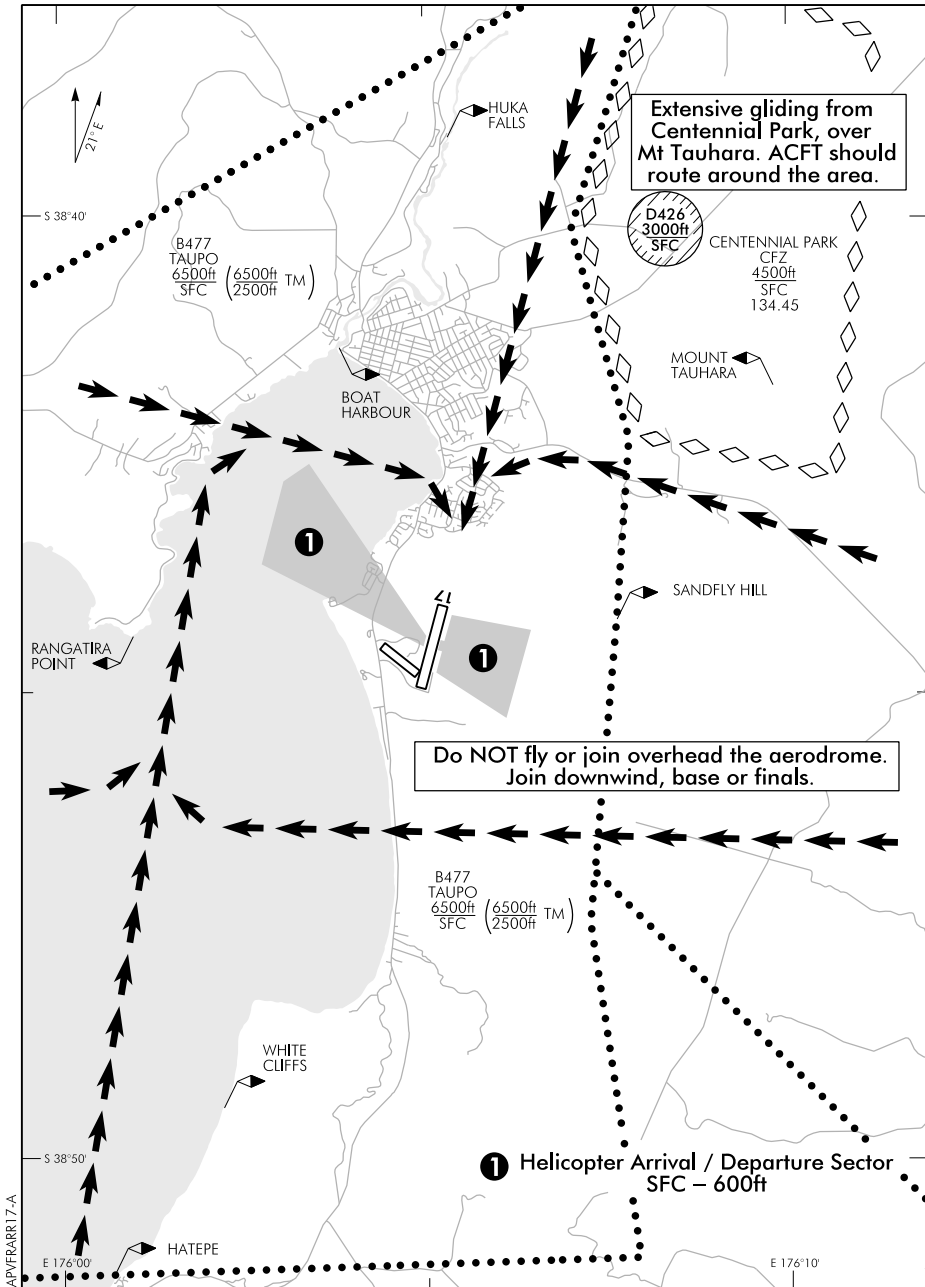 HUKA
FALLS
21° E
Extensive gliding from
Centennial Park, over
Mt Tauhara. ACFT should
route around the area.
S 38°40'
D426
3000ft
SFC
B477
TAUPO
6500ft
SFC
(6500ft
2500ft TM)
CENTENNIAL PARK
CFZ
4500ft
SFC
134.45
MOUNT
TAUHARA
BOAT
HARBOUR
1
17
SANDFLY HILL
RANGATIRA
POINT
1
Do NOT fly or join overhead the aerodrome.
Join downwind, base or finals.
B477
TAUPO
6500ft
SFC
(6500ft
2500ft TM)
WHITE
CLIFFS
S 38°50'
1 Helicopter Arrival / Departure Sector
SFC – 600ft
HATEPE
E 176°00'
E 176°10'
APVFRARR17-A